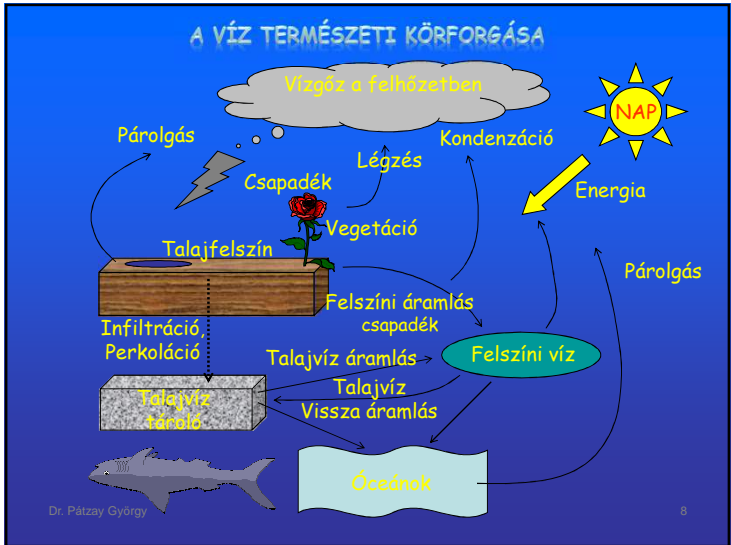 A VÍZ TERMÉSZETI KÖRFORGÁSA
Vízgőz a felhőzetben
NAP
Párolgás
Kondenzáció
Légzés
Csapadék
Energia
Vegetáció
Talajfelszín
Párolgás
Felszíni áramlás
csapadék
Infiltráció,
Perkoláció
Talajvíz áramlás
Felszíni víz
Talajvíz
Vissza áramlás
Talajvíz
tároló
Óceánok
Dr. Pátzay György
8